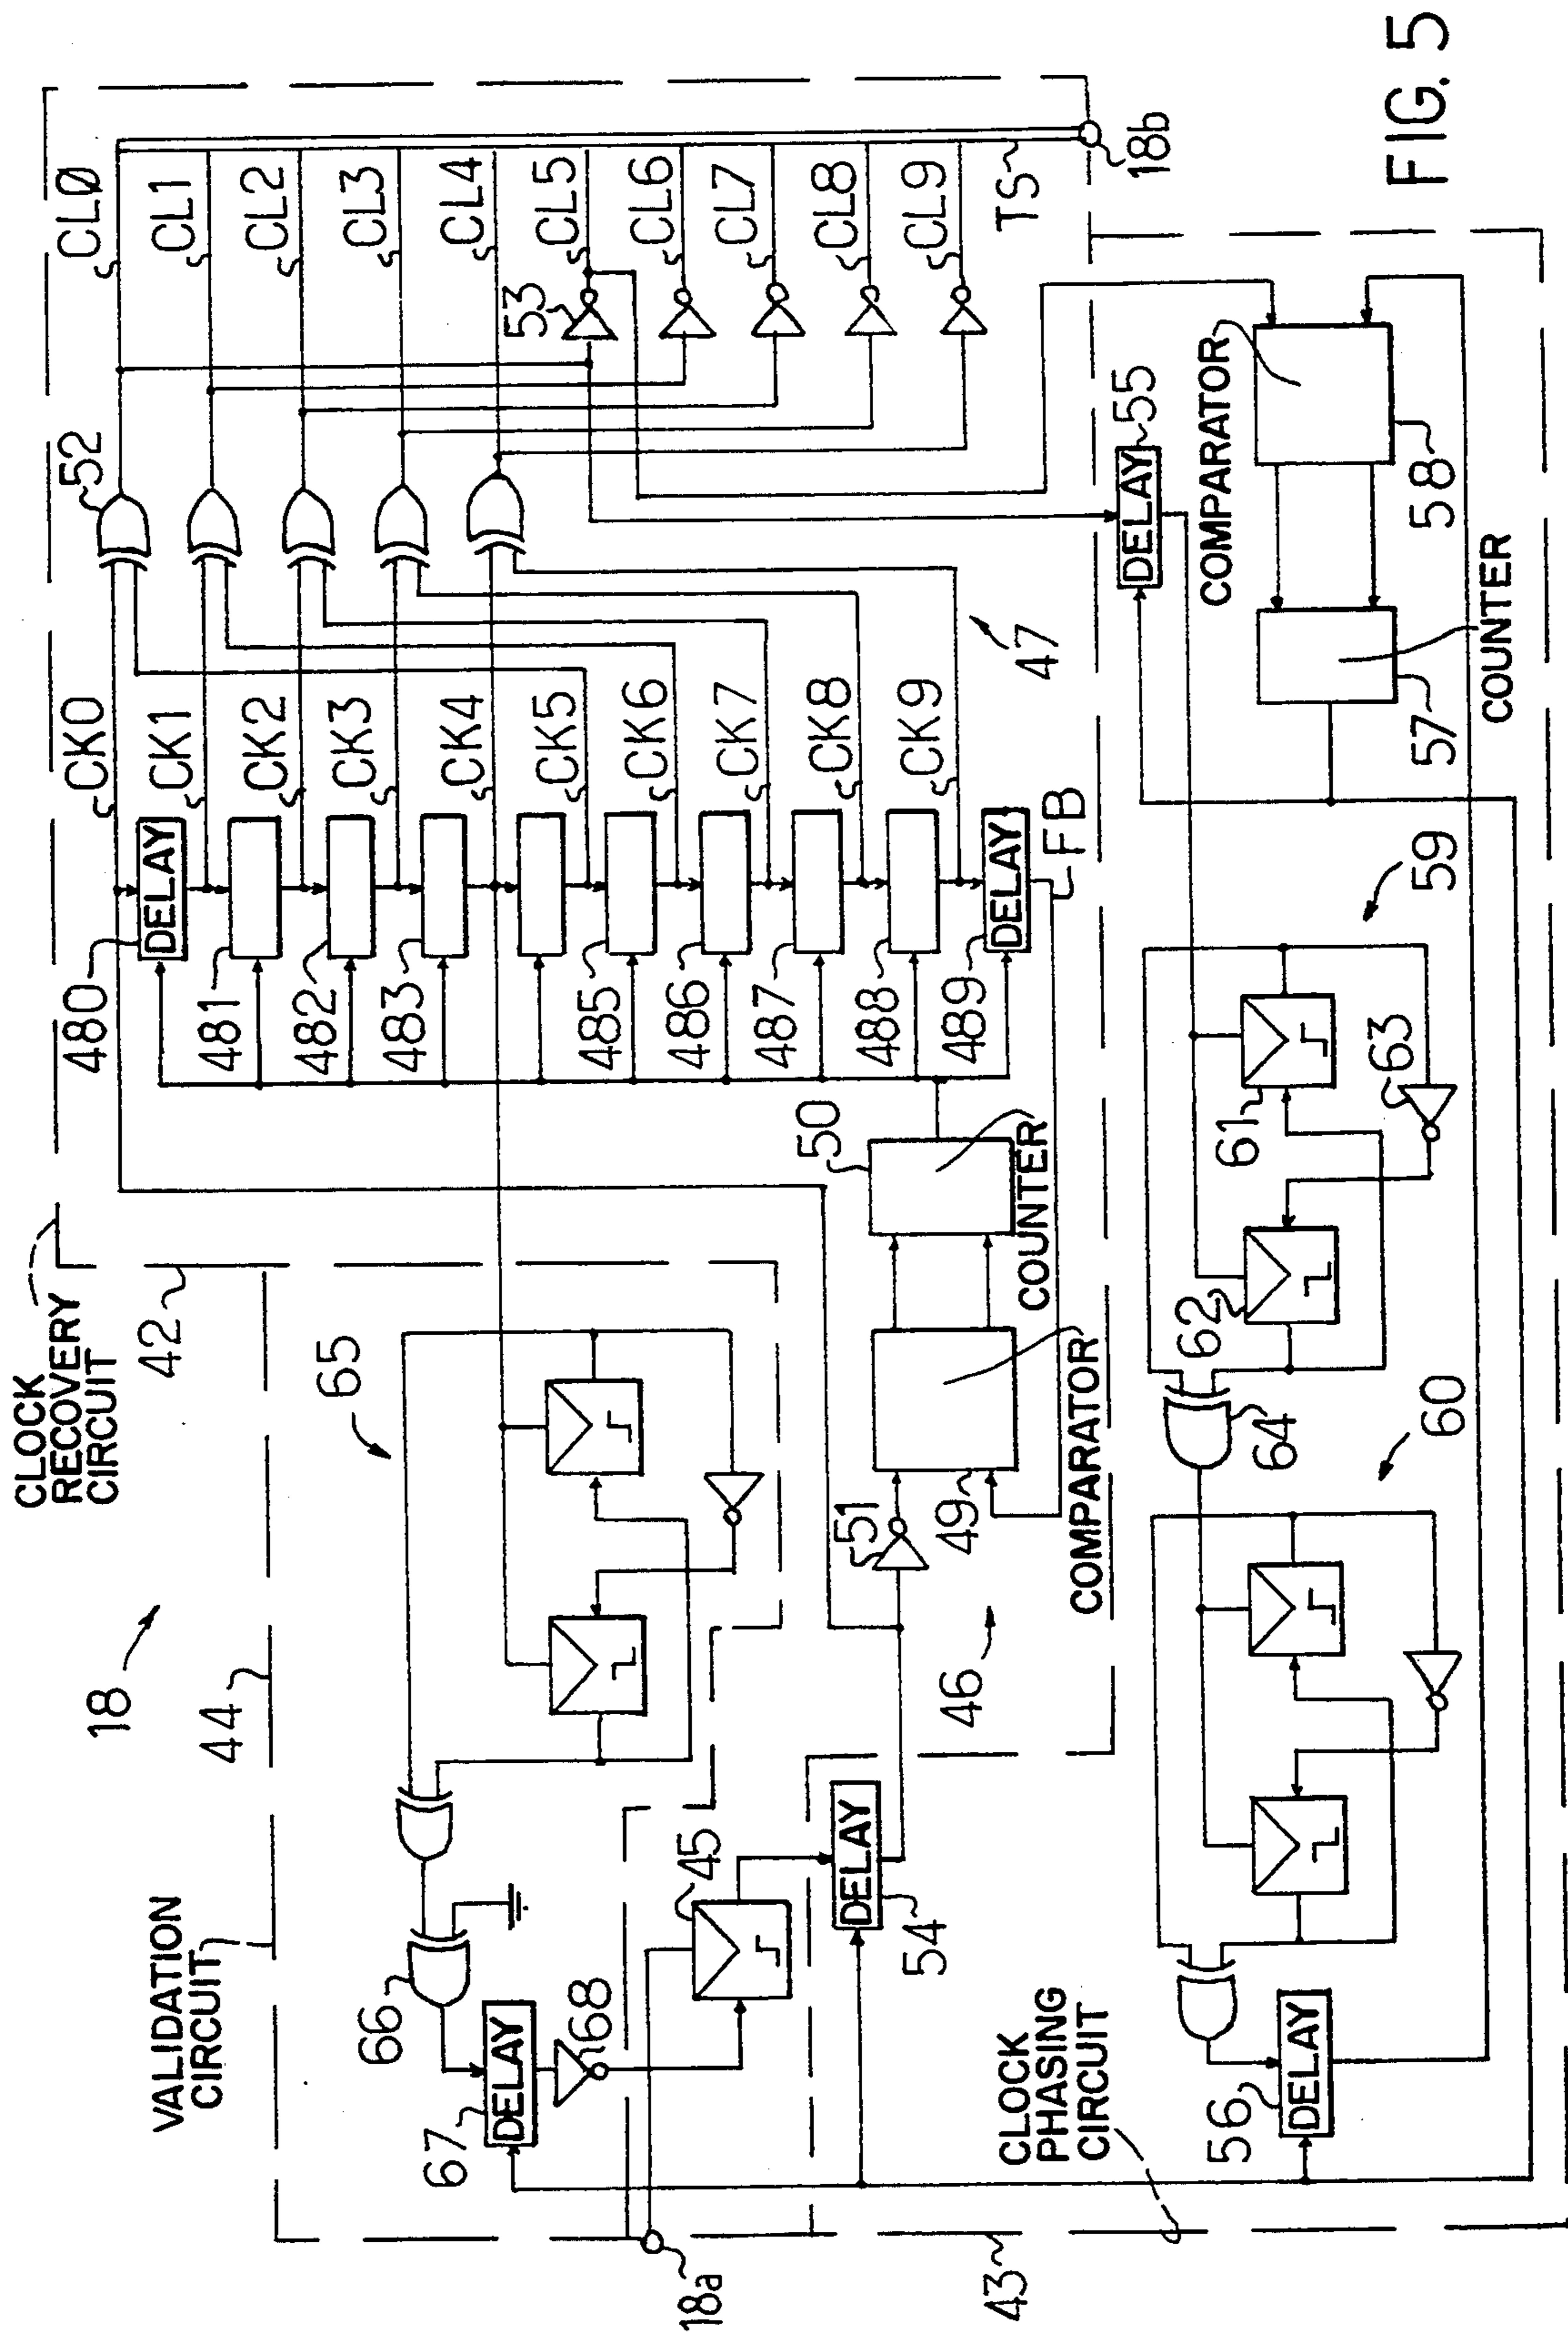 CLOCK
RECOVERY
CIRCUIT
42
18
44
VALIDATION
CIRCUIT
65
66
67
DELAY
68
45
18a
DELAY
54
46
51
49
COMPARATOR
50
COUNTER
480
DELAY
481
482
483
485
486
487
488
489
DELAY
FB
CK0
CK1
CK2
CK3
CK4
CK5
CK6
CK7
CK8
CK9
47
52
53
CLØ
CL1
CL2
CL3
CL4
CL5
CL6
CL7
CL8
CL9
TS
18b
DELAY
55
COMPARATOR
58
57
COUNTER
59
61
62
63
64
60
DELAY
56
CLOCK
PHASING
CIRCUIT
43
FIG. 5